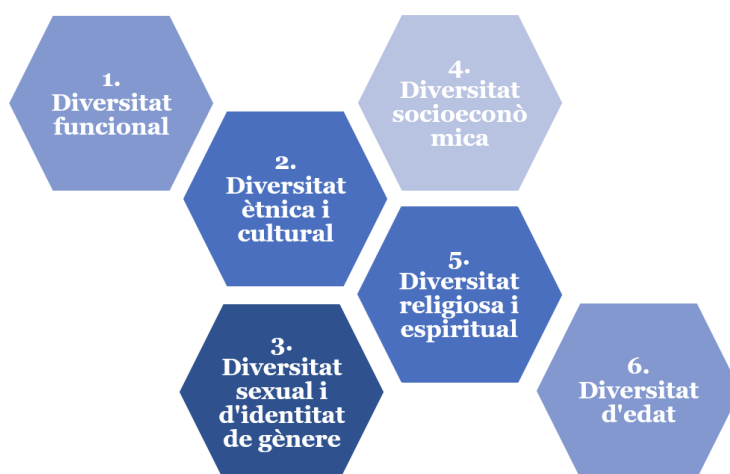 1.
Diversitat
funcional
2.
Diversitat
ètnica i
cultural
3.
Diversitat
sexual i
d'identitat
de gènere
4.
Diversitat
socioeconò
mica
5.
Diversitat
religiosa i
espiritual
6.
Diversitat
d'edat